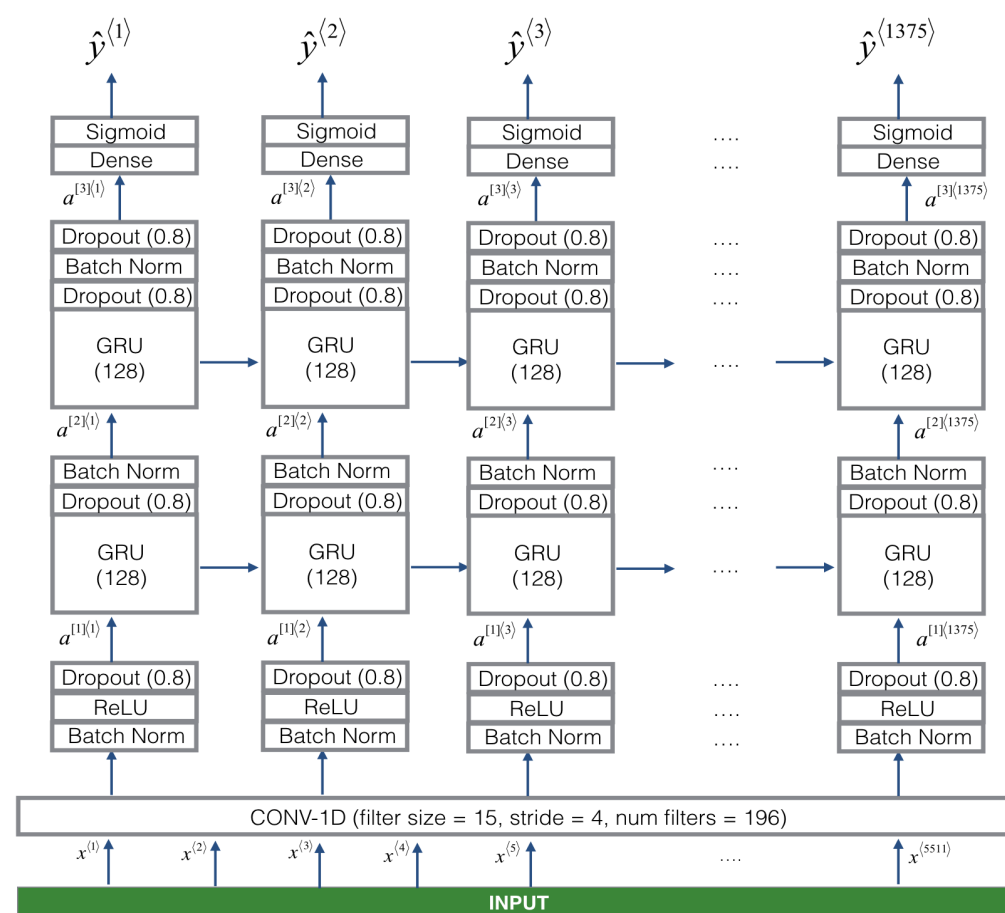 ŷ⟨1⟩ ŷ⟨2⟩ ŷ⟨3⟩ ŷ⟨1375⟩
Sigmoid Sigmoid Sigmoid .... Sigmoid
Dense Dense Dense .... Dense
a[3]⟨1⟩ a[3]⟨2⟩ a[3]⟨3⟩ a[3]⟨1375⟩
Dropout (0.8) Dropout (0.8) Dropout (0.8) .... Dropout (0.8)
Batch Norm Batch Norm Batch Norm .... Batch Norm
Dropout (0.8) Dropout (0.8) Dropout (0.8) .... Dropout (0.8)
GRU GRU GRU GRU
(128) (128) (128) .... (128)
a[2]⟨1⟩ a[2]⟨2⟩ a[2]⟨3⟩ a[2]⟨1375⟩
Batch Norm Batch Norm Batch Norm .... Batch Norm
Dropout (0.8) Dropout (0.8) Dropout (0.8) .... Dropout (0.8)
GRU GRU GRU GRU
(128) (128) (128) .... (128)
a[1]⟨1⟩ a[1]⟨2⟩ a[1]⟨3⟩ a[1]⟨1375⟩
Dropout (0.8) Dropout (0.8) Dropout (0.8) .... Dropout (0.8)
ReLU ReLU ReLU .... ReLU
Batch Norm Batch Norm Batch Norm .... Batch Norm
CONV-1D (filter size = 15, stride = 4, num filters = 196)
x⟨1⟩ x⟨2⟩ x⟨3⟩ x⟨4⟩ x⟨5⟩ .... x⟨5511⟩
INPUT